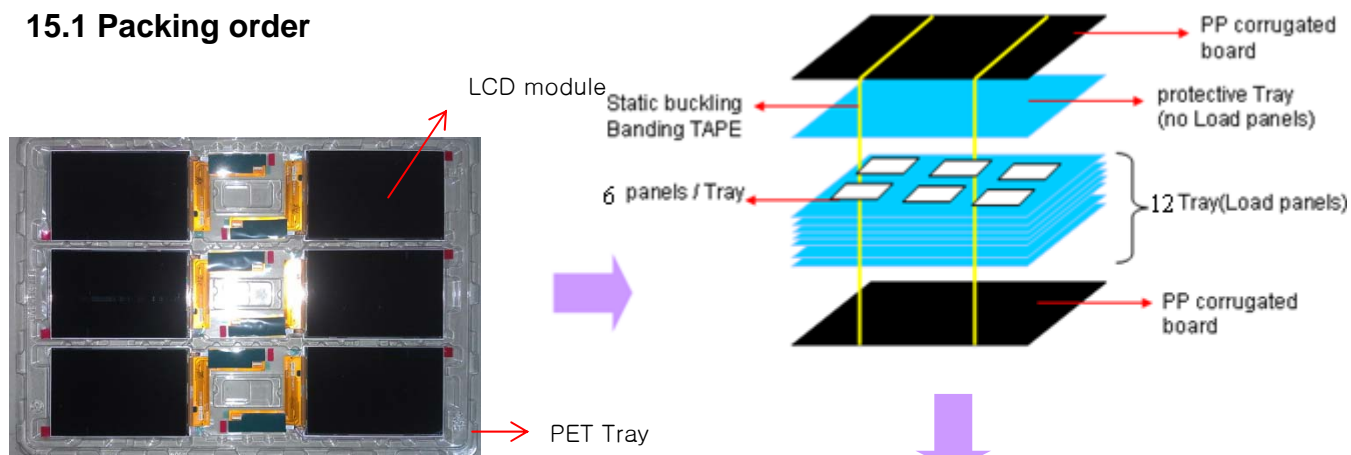 15.1 Packing order
LCD module
PET Tray
PP corrugated
board
Static buckling
Banding TAPE
protective Tray
(no Load panels)
6 panels / Tray
12 Tray(Load panels)
PP corrugated
board